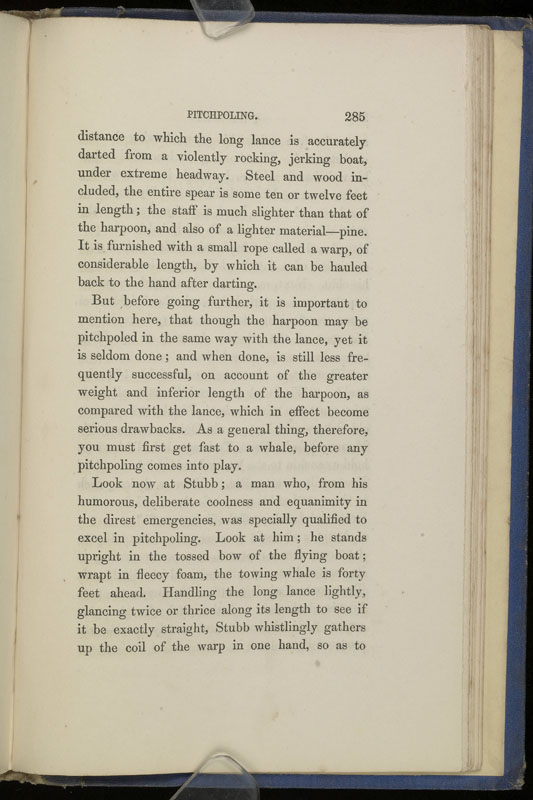 PITCHPOLING. 285
distance to which the long lance is accurately
darted from a violently rocking, jerking boat,
under extreme headway. Steel and wood in-
cluded, the entire spear is some ten or twelve feet
in length; the staff is much slighter than that of
the harpoon, and also of a lighter material—pine.
It is furnished with a small rope called a warp, of
considerable length, by which it can be hauled
back to the hand after darting.
But before going further, it is important to
mention here, that though the harpoon may be
pitchpoled in the same way with the lance, yet it
is seldom done; and when done, is still less fre-
quently successful, on account of the greater
weight and inferior length of the harpoon, as
compared with the lance, which in effect become
serious drawbacks. As a general thing, therefore,
you must first get fast to a whale, before any
pitchpoling comes into play.
Look now at Stubb; a man who, from his
humorous, deliberate coolness and equanimity in
the direst emergencies, was specially qualified to
excel in pitchpoling. Look at him; he stands
upright in the tossed bow of the flying boat;
wrapt in fleecy foam, the towing whale is forty
feet ahead. Handling the long lance lightly,
glancing twice or thrice along its length to see if
it be exactly straight, Stubb whistlingly gathers
up the coil of the warp in one hand, so as to